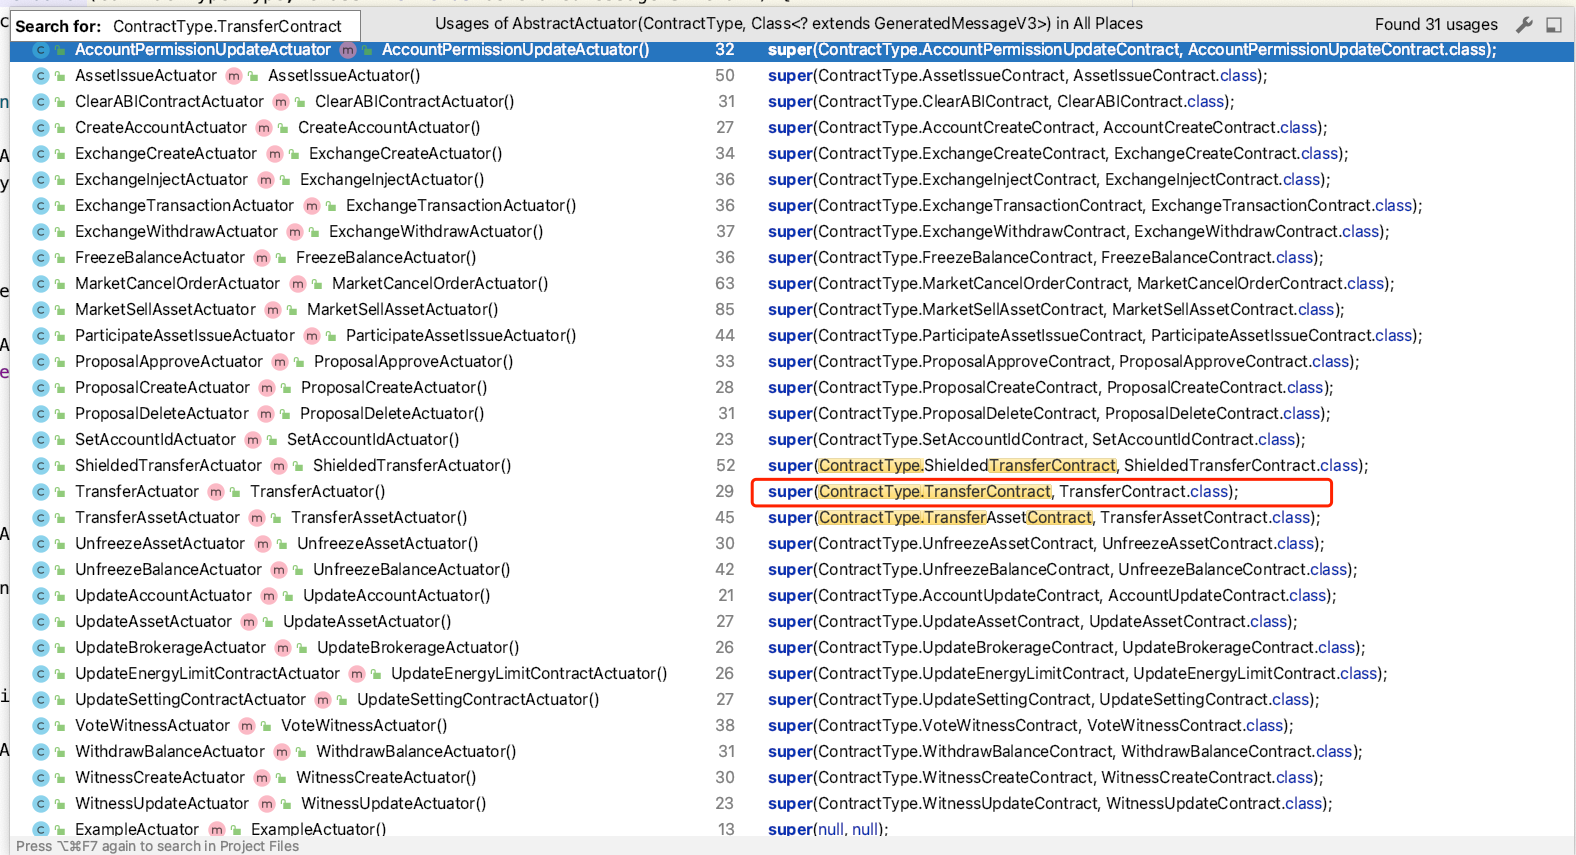 Search for: ContractType.TransferContract Usages of AbstractActuator(ContractType, Class<? extends GeneratedMessageV3>) in All Places Found 31 usages
C AccountPermissionUpdateActuator m AccountPermissionUpdateActuator() 32 super(ContractType.AccountPermissionUpdateContract, AccountPermissionUpdateContract.class);
C AssetIssueActuator m AssetIssueActuator() 50 super(ContractType.AssetIssueContract, AssetIssueContract.class);
C ClearABIContractActuator m ClearABIContractActuator() 31 super(ContractType.ClearABIContract, ClearABIContract.class);
C CreateAccountActuator m CreateAccountActuator() 27 super(ContractType.AccountCreateContract, AccountCreateContract.class);
C ExchangeCreateActuator m ExchangeCreateActuator() 34 super(ContractType.ExchangeCreateContract, ExchangeCreateContract.class);
C ExchangeInjectActuator m ExchangeInjectActuator() 36 super(ContractType.ExchangeInjectContract, ExchangeInjectContract.class);
C ExchangeTransactionActuator m ExchangeTransactionActuator() 36 super(ContractType.ExchangeTransactionContract, ExchangeTransactionContract.class);
C ExchangeWithdrawActuator m ExchangeWithdrawActuator() 37 super(ContractType.ExchangeWithdrawContract, ExchangeWithdrawContract.class);
C FreezeBalanceActuator m FreezeBalanceActuator() 36 super(ContractType.FreezeBalanceContract, FreezeBalanceContract.class);
C MarketCancelOrderActuator m MarketCancelOrderActuator() 63 super(ContractType.MarketCancelOrderContract, MarketCancelOrderContract.class);
C MarketSellAssetActuator m MarketSellAssetActuator() 85 super(ContractType.MarketSellAssetContract, MarketSellAssetContract.class);
C ParticipateAssetIssueActuator m ParticipateAssetIssueActuator() 44 super(ContractType.ParticipateAssetIssueContract, ParticipateAssetIssueContract.class);
C ProposalApproveActuator m ProposalApproveActuator() 33 super(ContractType.ProposalApproveContract, ProposalApproveContract.class);
C ProposalCreateActuator m ProposalCreateActuator() 28 super(ContractType.ProposalCreateContract, ProposalCreateContract.class);
C ProposalDeleteActuator m ProposalDeleteActuator() 31 super(ContractType.ProposalDeleteContract, ProposalDeleteContract.class);
C SetAccountIdActuator m SetAccountIdActuator() 23 super(ContractType.SetAccountIdContract, SetAccountIdContract.class);
C ShieldedTransferActuator m ShieldedTransferActuator() 52 super(ContractType.ShieldedTransferContract, ShieldedTransferContract.class);
C TransferActuator m TransferActuator() 29 super(ContractType.TransferContract, TransferContract.class);
C TransferAssetActuator m TransferAssetActuator() 45 super(ContractType.TransferAssetContract, TransferAssetContract.class);
C UnfreezeAssetActuator m UnfreezeAssetActuator() 30 super(ContractType.UnfreezeAssetContract, UnfreezeAssetContract.class);
C UnfreezeBalanceActuator m UnfreezeBalanceActuator() 42 super(ContractType.UnfreezeBalanceContract, UnfreezeBalanceContract.class);
C UpdateAccountActuator m UpdateAccountActuator() 21 super(ContractType.AccountUpdateContract, AccountUpdateContract.class);
C UpdateAssetActuator m UpdateAssetActuator() 27 super(ContractType.UpdateAssetContract, UpdateAssetContract.class);
C UpdateBrokerageActuator m UpdateBrokerageActuator() 26 super(ContractType.UpdateBrokerageContract, UpdateBrokerageContract.class);
C UpdateEnergyLimitContractActuator m UpdateEnergyLimitContractActuator() 26 super(ContractType.UpdateEnergyLimitContract, UpdateEnergyLimitContract.class);
C UpdateSettingContractActuator m UpdateSettingContractActuator() 27 super(ContractType.UpdateSettingContract, UpdateSettingContract.class);
C VoteWitnessActuator m VoteWitnessActuator() 38 super(ContractType.VoteWitnessContract, VoteWitnessContract.class);
C WithdrawBalanceActuator m WithdrawBalanceActuator() 31 super(ContractType.WithdrawBalanceContract, WithdrawBalanceContract.class);
C WitnessCreateActuator m WitnessCreateActuator() 30 super(ContractType.WitnessCreateContract, WitnessCreateContract.class);
C WitnessUpdateActuator m WitnessUpdateActuator() 23 super(ContractType.WitnessUpdateContract, WitnessUpdateContract.class);
C ExampleActuator m ExampleActuator() 13 super(null, null);
Press ⌥⌘F7 again to search in Project Files